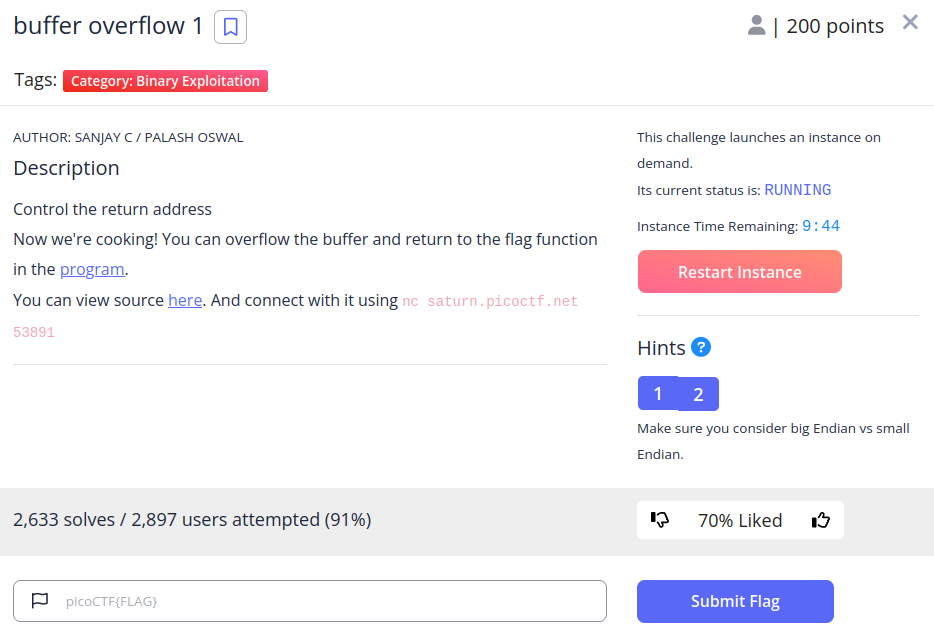 buffer overflow 1
| 200 points
Tags: Category: Binary Exploitation
AUTHOR: SANJAY C / PALASH OSWAL
Description
Control the return address
Now we're cooking! You can overflow the buffer and return to the flag function
in the program.
You can view source here. And connect with it using nc saturn.picoctf.net
53891
This challenge launches an instance on
demand.
Its current status is: RUNNING
Instance Time Remaining: 9:44
Restart Instance
Hints ?
1 2
Make sure you consider big Endian vs small
Endian.
2,633 solves / 2,897 users attempted (91%)
70% Liked
picoCTF{FLAG}
Submit Flag